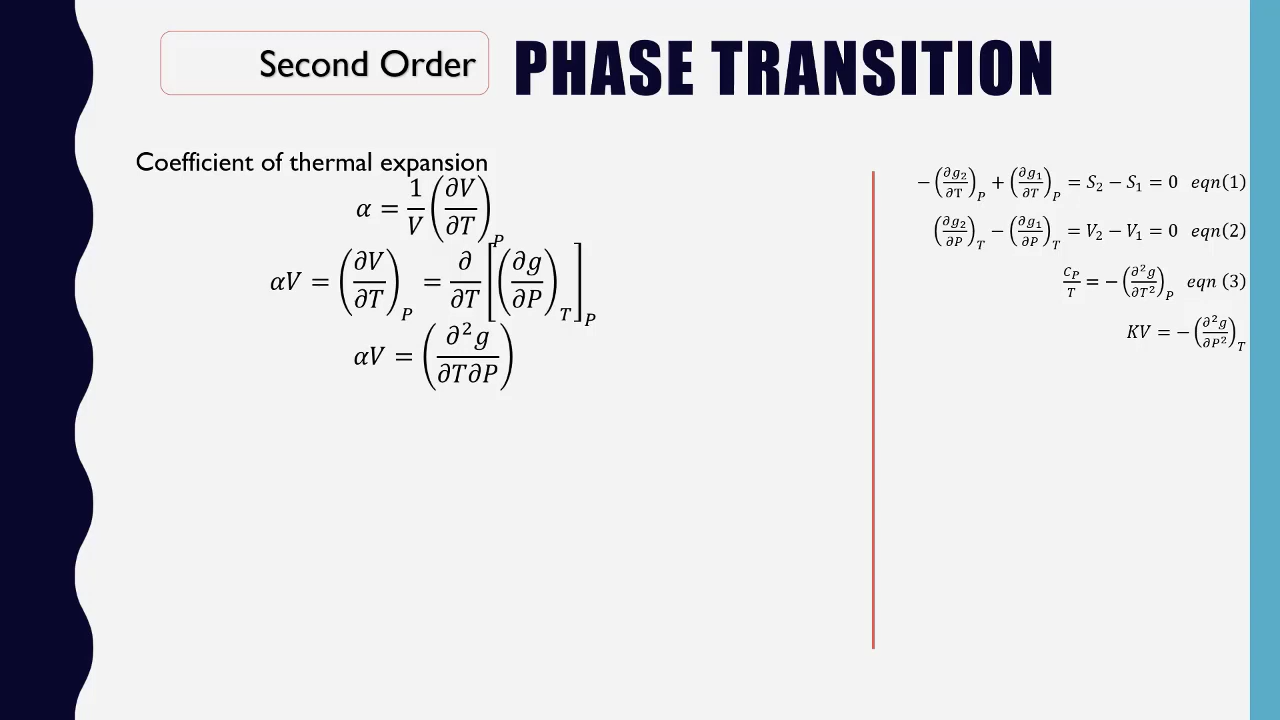 Second Order PHASE TRANSITION
Coefficient of thermal expansion
α = 1/V (∂V/∂T)_P
αV = (∂V/∂T)_P = ∂/∂T [(∂g/∂P)_T]_P
αV = (∂²g/∂T∂P)
−(∂g₂/∂T)_P + (∂g₁/∂T)_P = S₂ − S₁ = 0 eqn(1)
(∂g₂/∂P)_T − (∂g₁/∂P)_T = V₂ − V₁ = 0 eqn(2)
C_P/T = −(∂²g/∂T²)_P eqn (3)
KV = −(∂²g/∂P²)_T